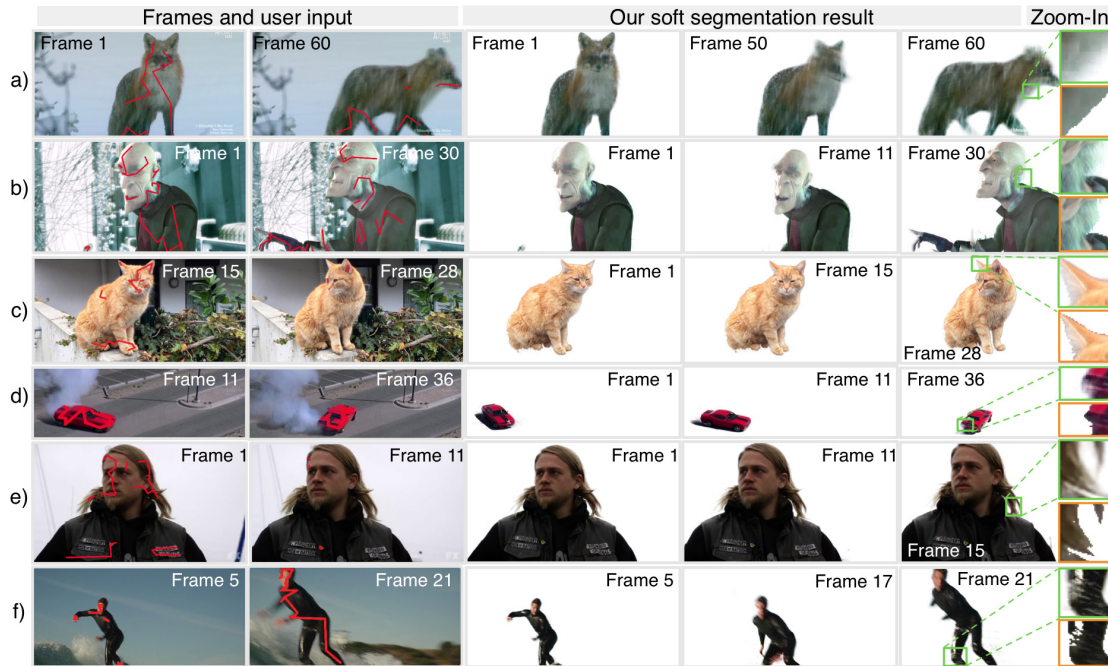 Frames and user input Our soft segmentation result Zoom-In
a) Frame 1 Frame 60 Frame 1 Frame 50 Frame 60
b) Frame 1 Frame 30 Frame 1 Frame 11 Frame 30
c) Frame 15 Frame 28 Frame 1 Frame 15 Frame 28
d) Frame 11 Frame 36 Frame 1 Frame 11 Frame 36
e) Frame 1 Frame 11 Frame 1 Frame 11 Frame 15
FX FX
f) Frame 5 Frame 21 Frame 5 Frame 17 Frame 21